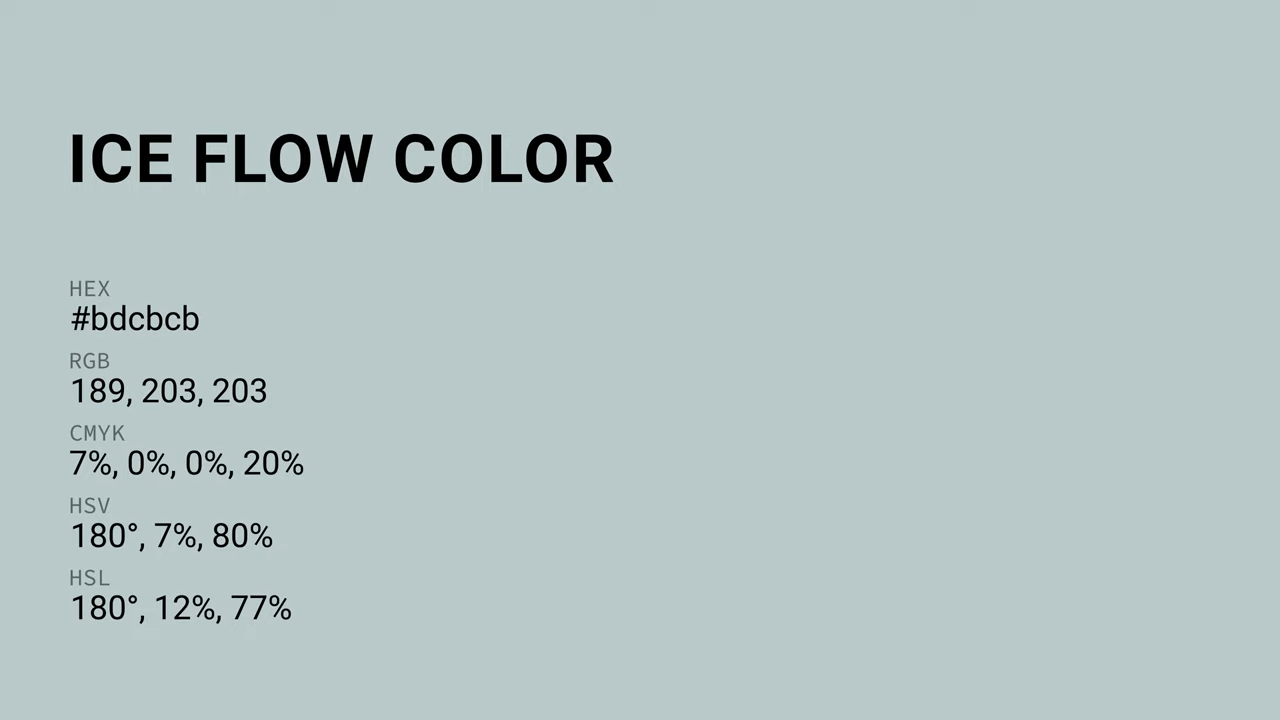 ICE FLOW COLOR
HEX
#bdcbcb
RGB
189, 203, 203
CMYK
7%, 0%, 0%, 20%
HSV
180°, 7%, 80%
HSL
180°, 12%, 77%